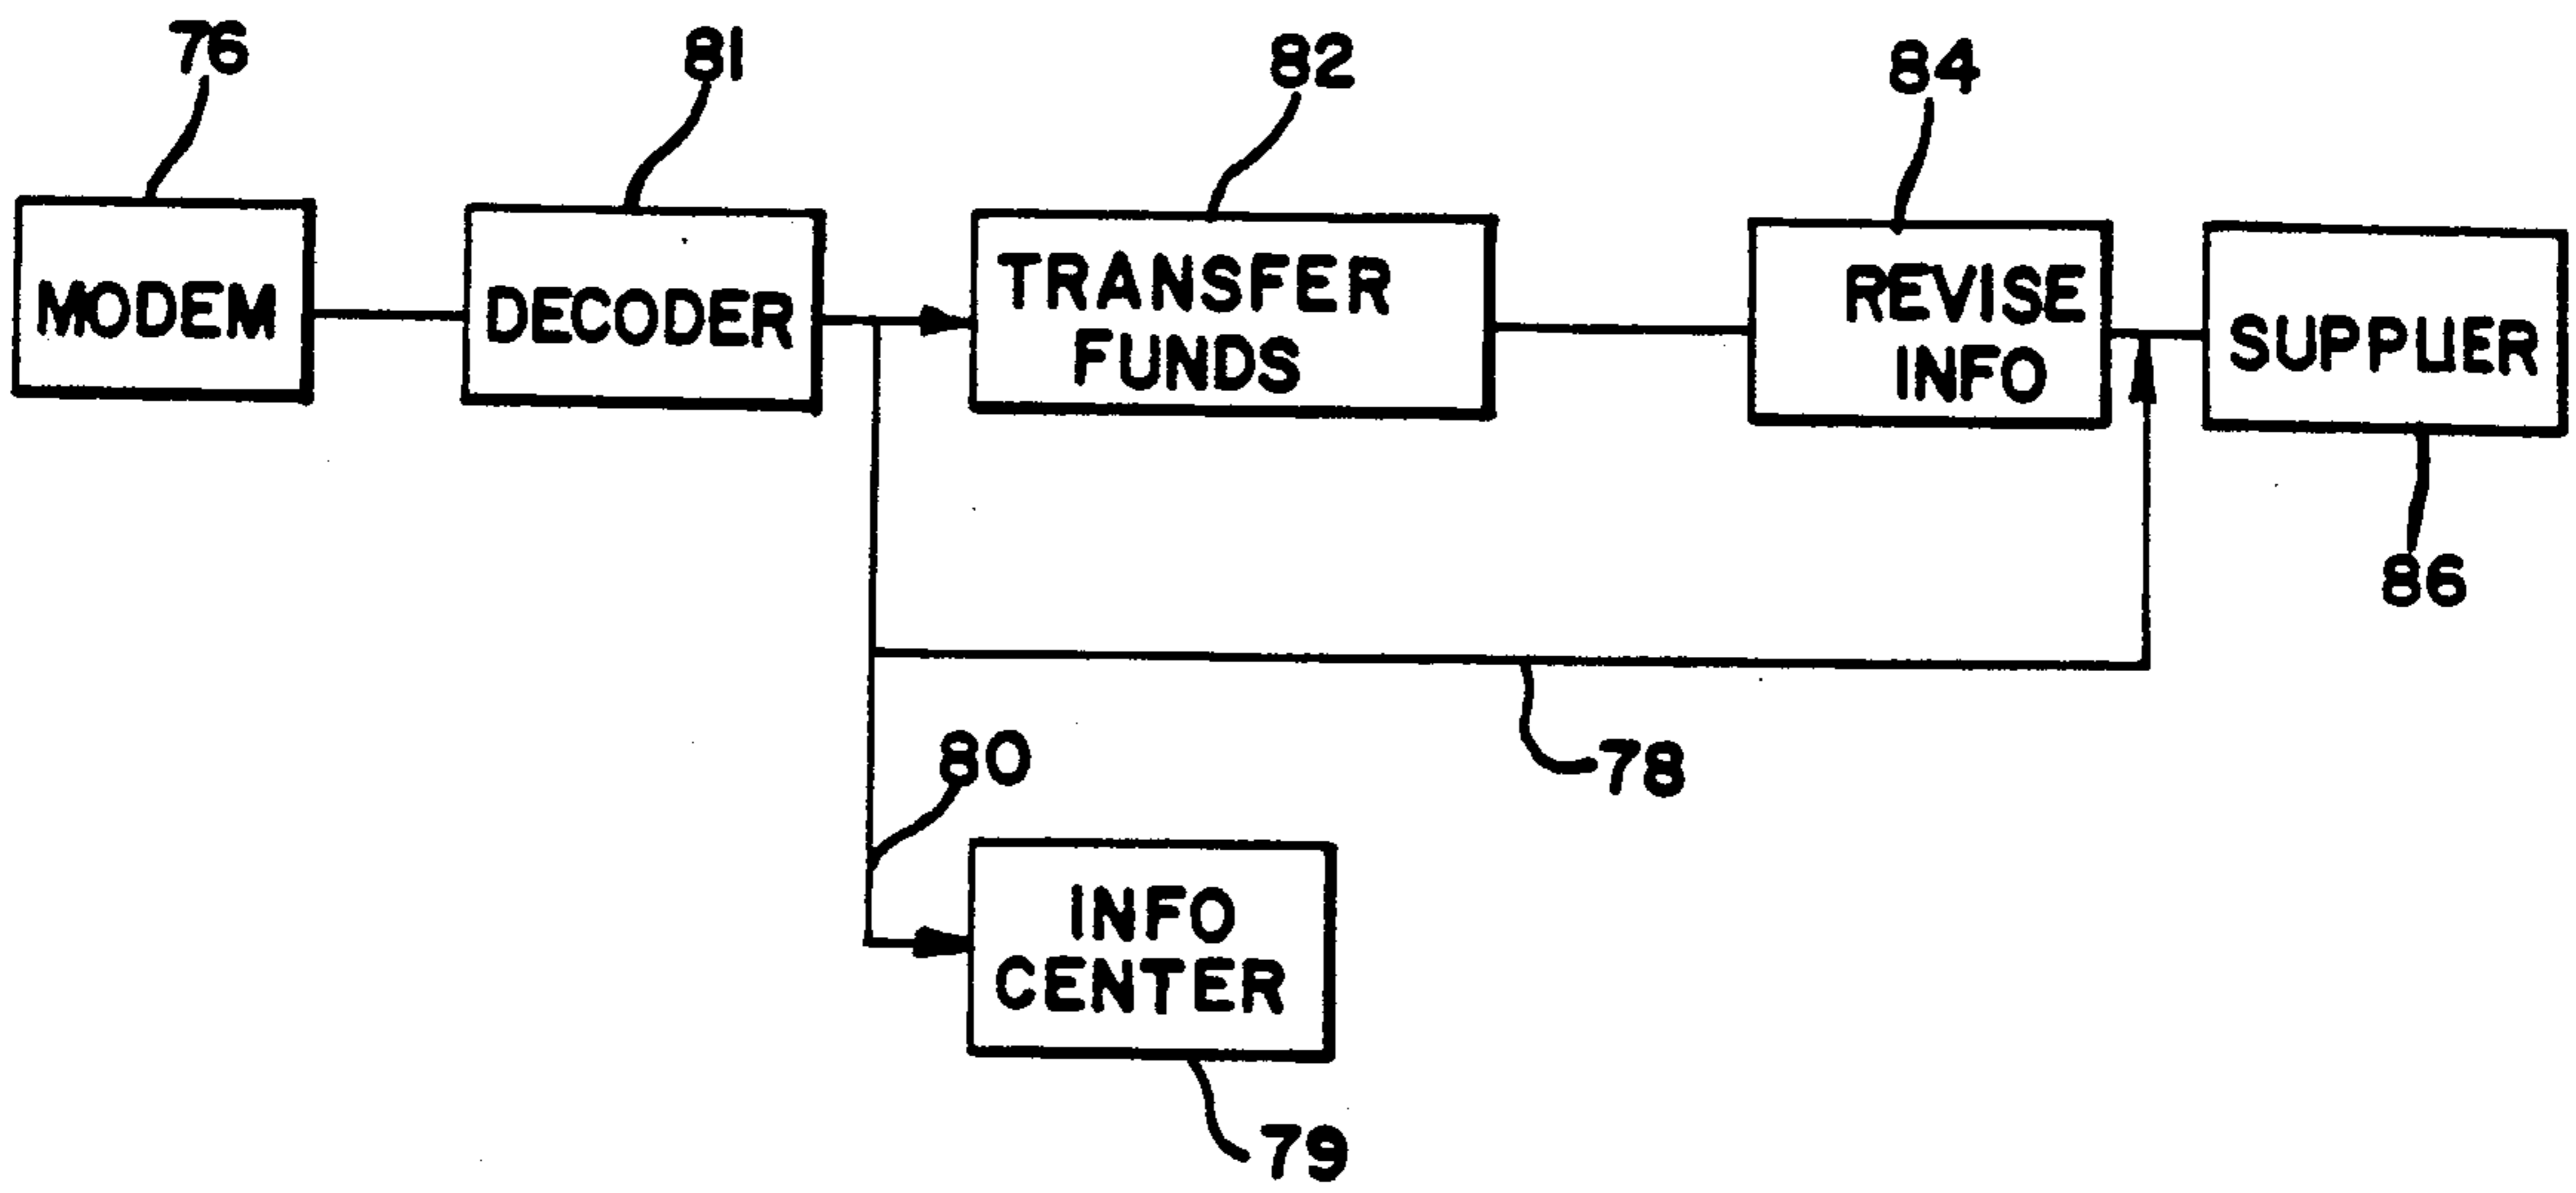 76
81
82
84
MODEM
DECODER
TRANSFER
FUNDS
REVISE
INFO
SUPPLIER
86
78
80
INFO
CENTER
79